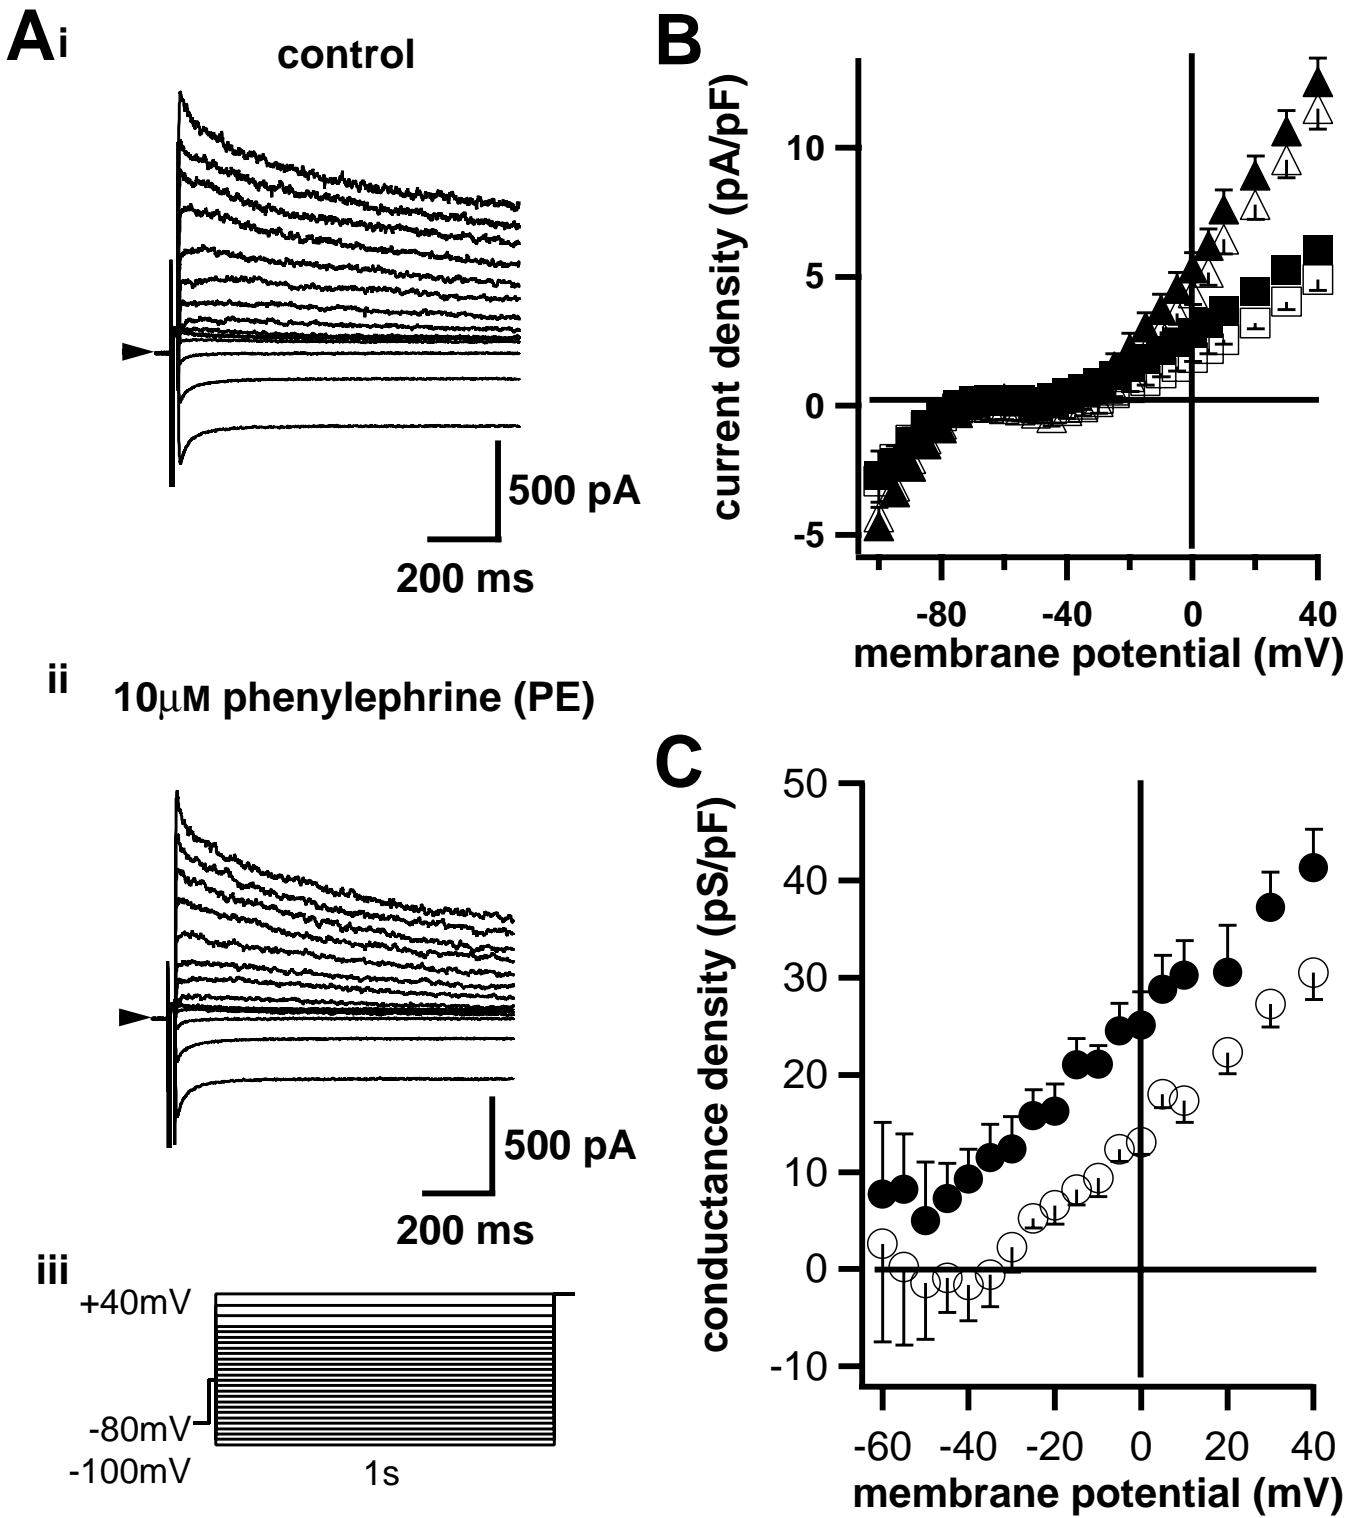 Ai
control
500 pA
200 ms
ii
10μM phenylephrine (PE)
500 pA
200 ms
iii
+40mV
-80mV
-100mV
1s
B
current density (pA/pF)
10
5
0
-5
-80 -40 0 40
membrane potential (mV)
C
conductance density (pS/pF)
50
40
30
20
10
0
-10
-60 -40 -20 0 20 40
membrane potential (mV)